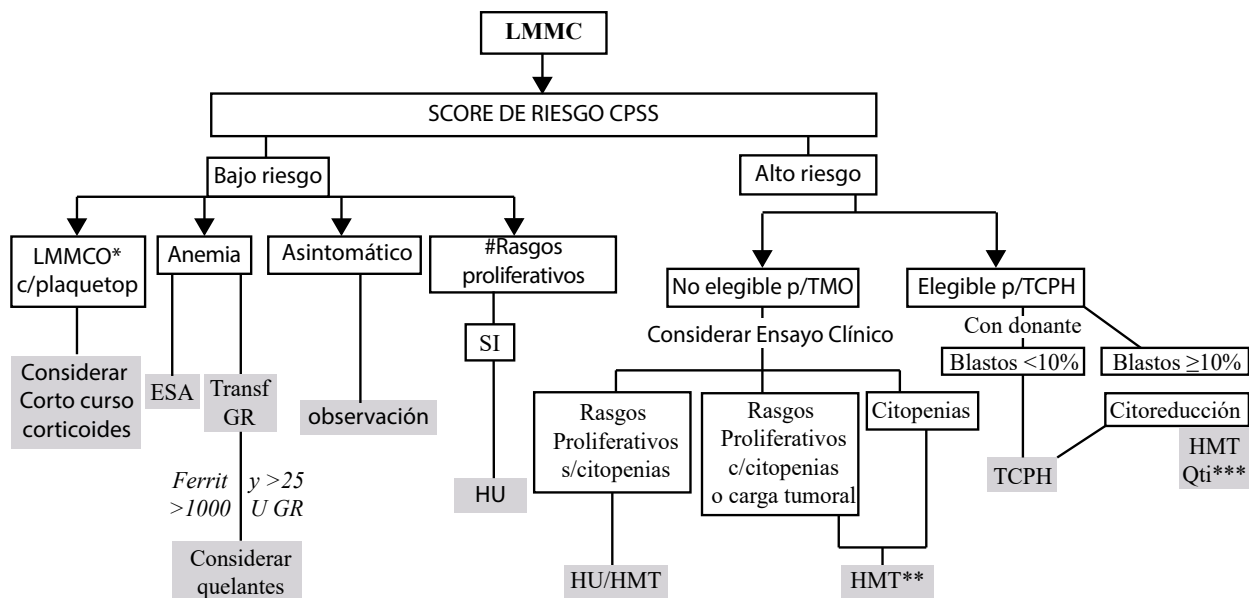 LMMC
SCORE DE RIESGO CPSS
Bajo riesgo
Alto riesgo
LMMCO*
c/plaquetop
Anemia
Asintomático
#Rasgos
proliferativos
No elegible p/TMO
Elegible p/TCPH
Considerar Ensayo Clínico
Con donante
SI
Blastos <10%
Blastos ≥10%
Considerar
Corto curso
corticoides
ESA
Transf
GR
observación
Rasgos
Proliferativos
s/citopenias
Rasgos
Proliferativos
c/citopenias
o carga tumoral
Citopenias
Citoreducción
HMT
Qti***
TCPH
HU
Ferrit y >25
>1000 U GR
Considerar
quelantes
HU/HMT
HMT**